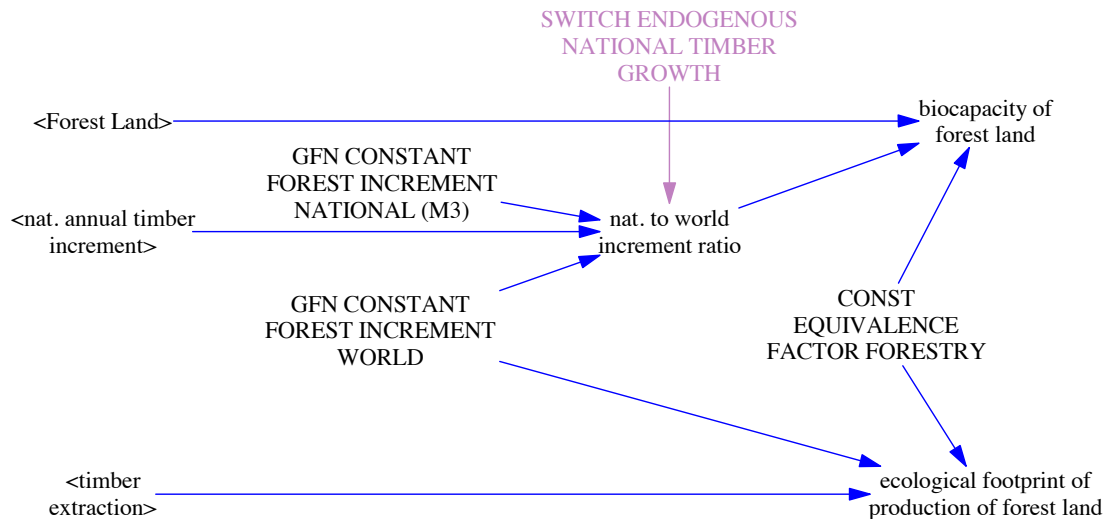 SWITCH ENDOGENOUS
NATIONAL TIMBER
GROWTH
<Forest Land>
biocapacity of
forest land
GFN CONSTANT
FOREST INCREMENT
NATIONAL (M3)
<nat. annual timber
increment>
nat. to world
increment ratio
GFN CONSTANT
FOREST INCREMENT
WORLD
CONST
EQUIVALENCE
FACTOR FORESTRY
<timber
extraction>
ecological footprint of
production of forest land